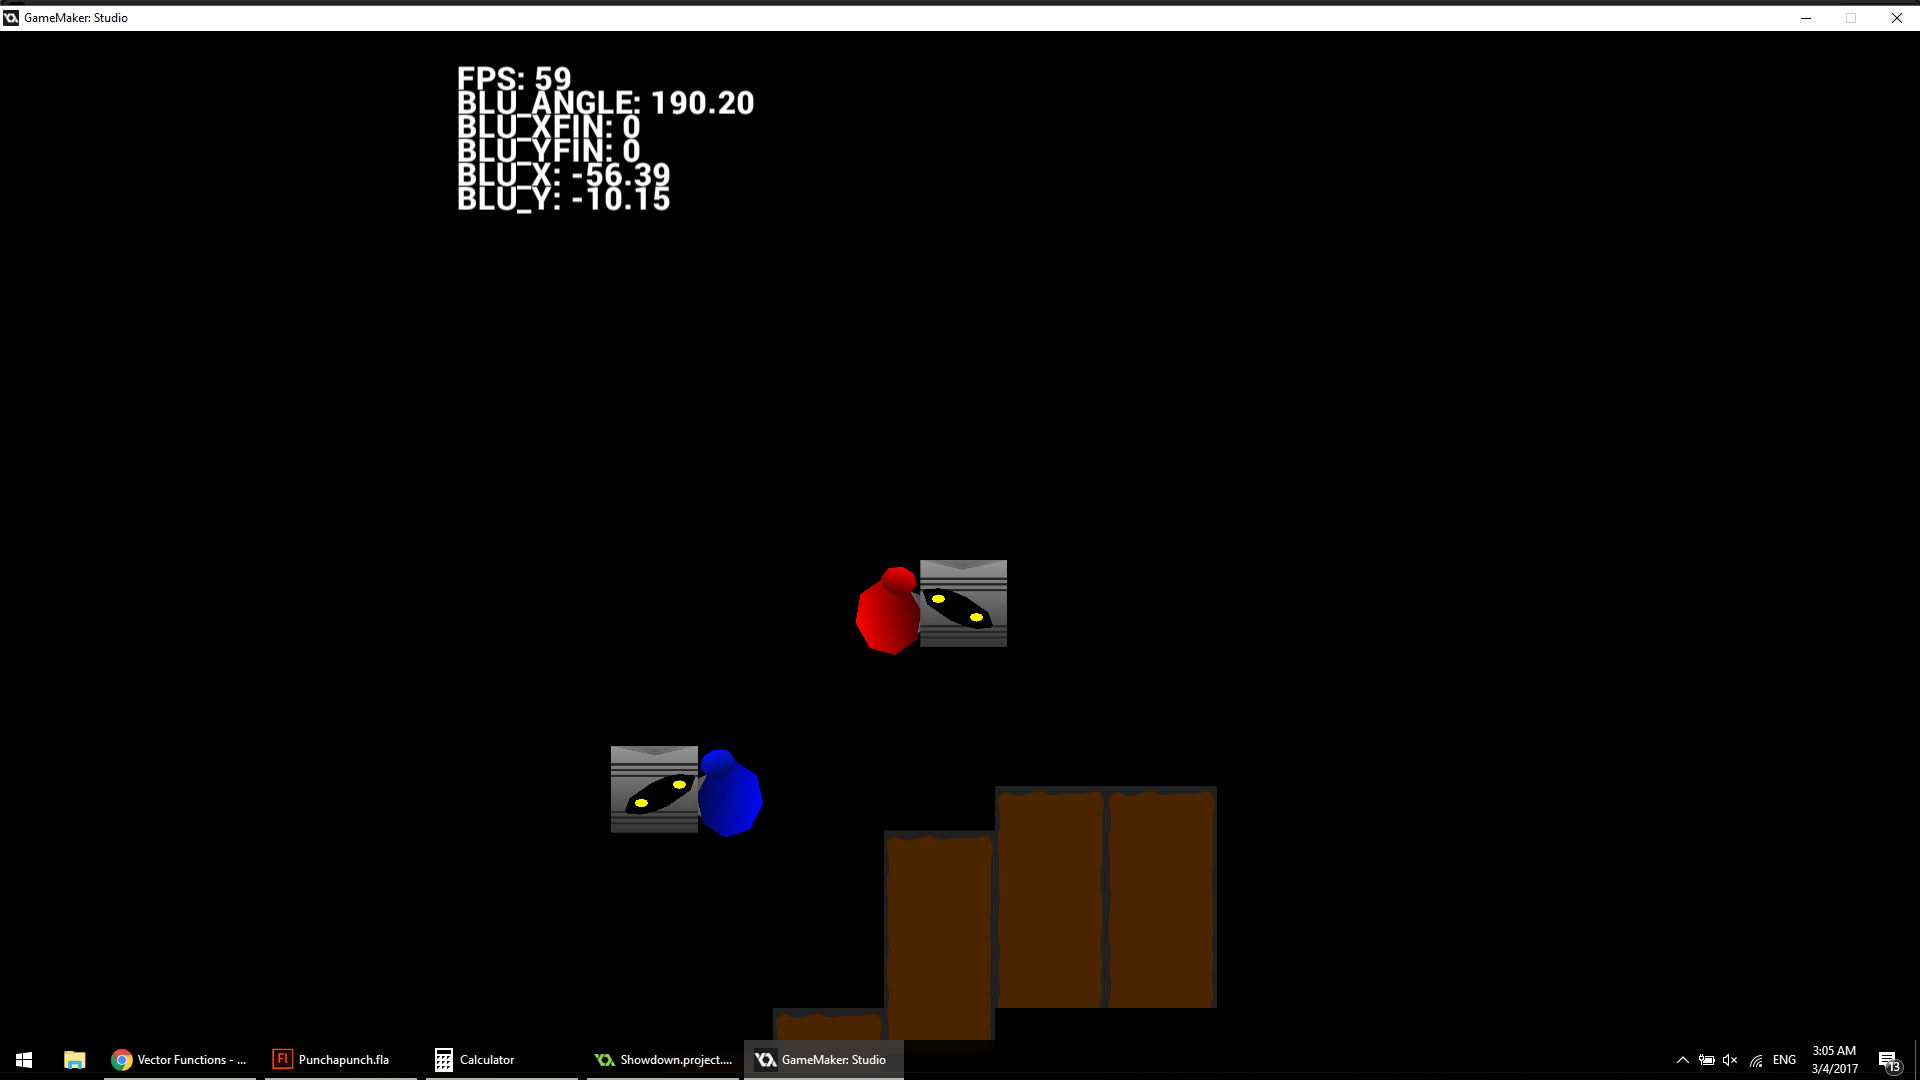 GameMaker: Studio
FPS: 59
BLU_ANGLE: 190.20
BLU_XFIN: 0
BLU_YFIN: 0
BLU_X: -56.39
BLU_Y: -10.15
Vector Functions - ...
Fl
Punchapunch.fla
Calculator
Showdown.project....
GameMaker: Studio
ENG
3:05 AM
3/4/2017
13